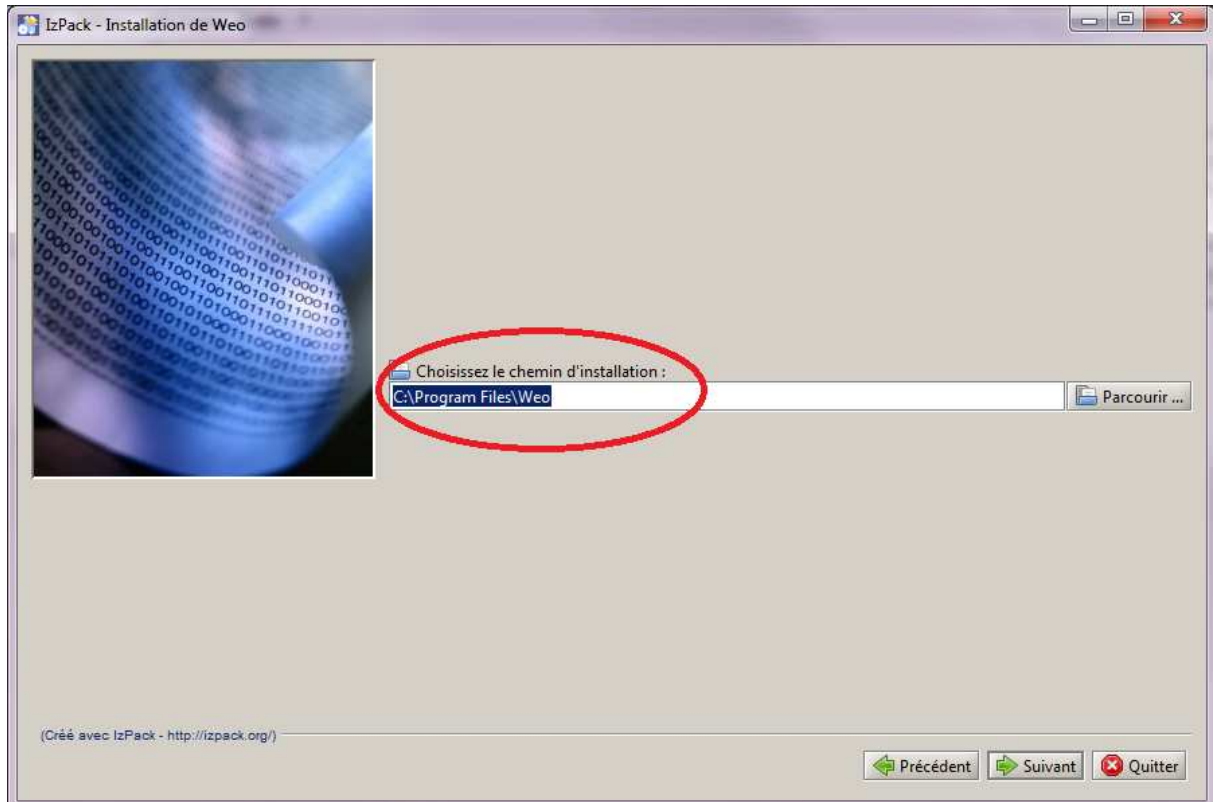 IzPack - Installation de Weo
Choisissez le chemin d'installation :
C:\Program Files\Weo
Parcourir ...
(Créé avec IzPack - http://izpack.org/)
Précédent
Suivant
Quitter